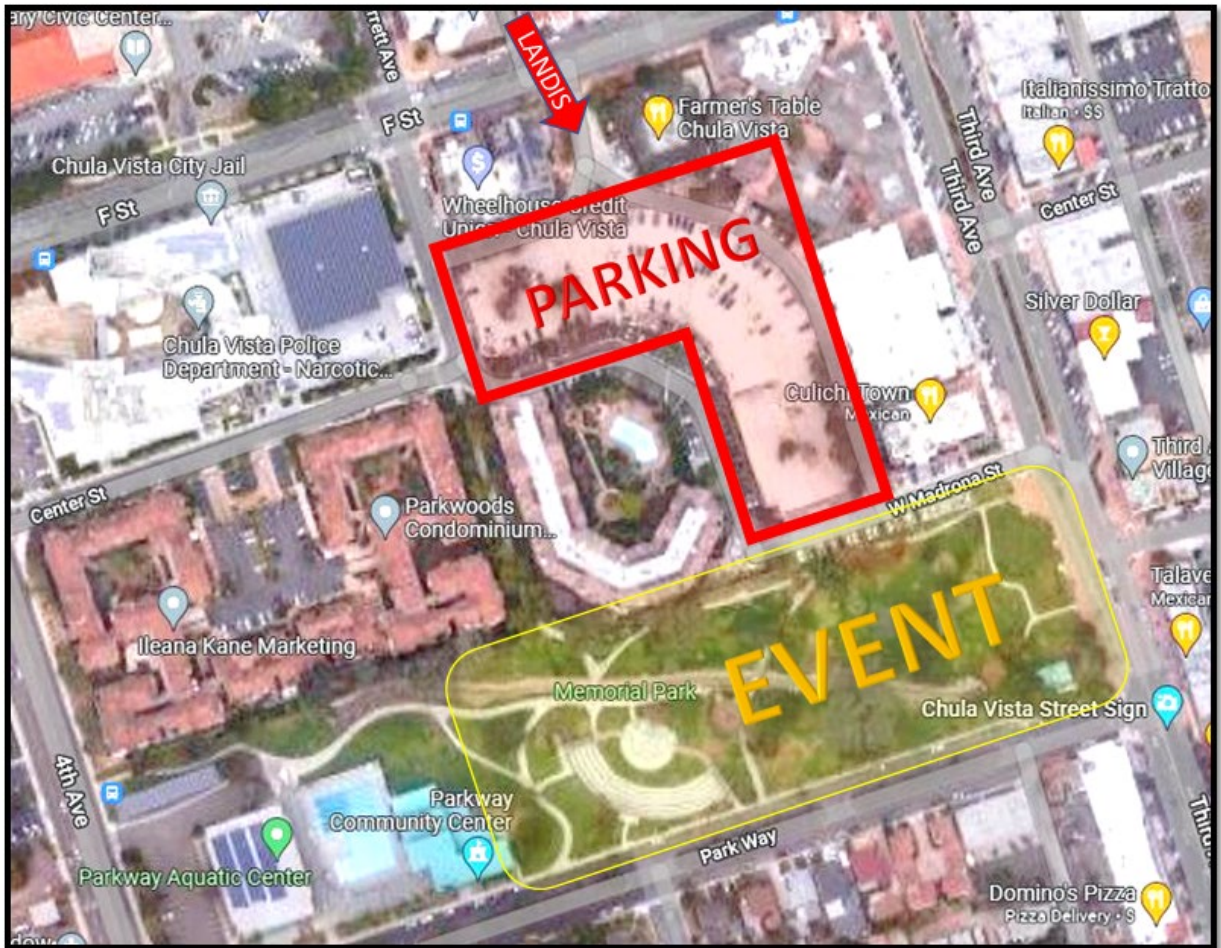 ary Civic Center...
rrett Ave
LANDIS
F St
Farmer's Table
Chula Vista
Italianissimo Tratto
Italian · $$
Third Ave
Third Ave
Center St
Chula Vista City Jail
F St
Wheelhouse Credit
Union - Chula Vista
PARKING
Silver Dollar
Chula Vista Police
Department - Narcotic...
Culichi Town
Mexican
Third
Village
W Madrona St
Center St
Parkwoods
Condominium...
Ileana Kane Marketing
Talave
Mexican
EVENT
Memorial Park
Chula Vista Street Sign
4th Ave
Parkway
Community Center
Park Way
Third
Parkway Aquatic Center
Domino's Pizza
Pizza Delivery · $
dow